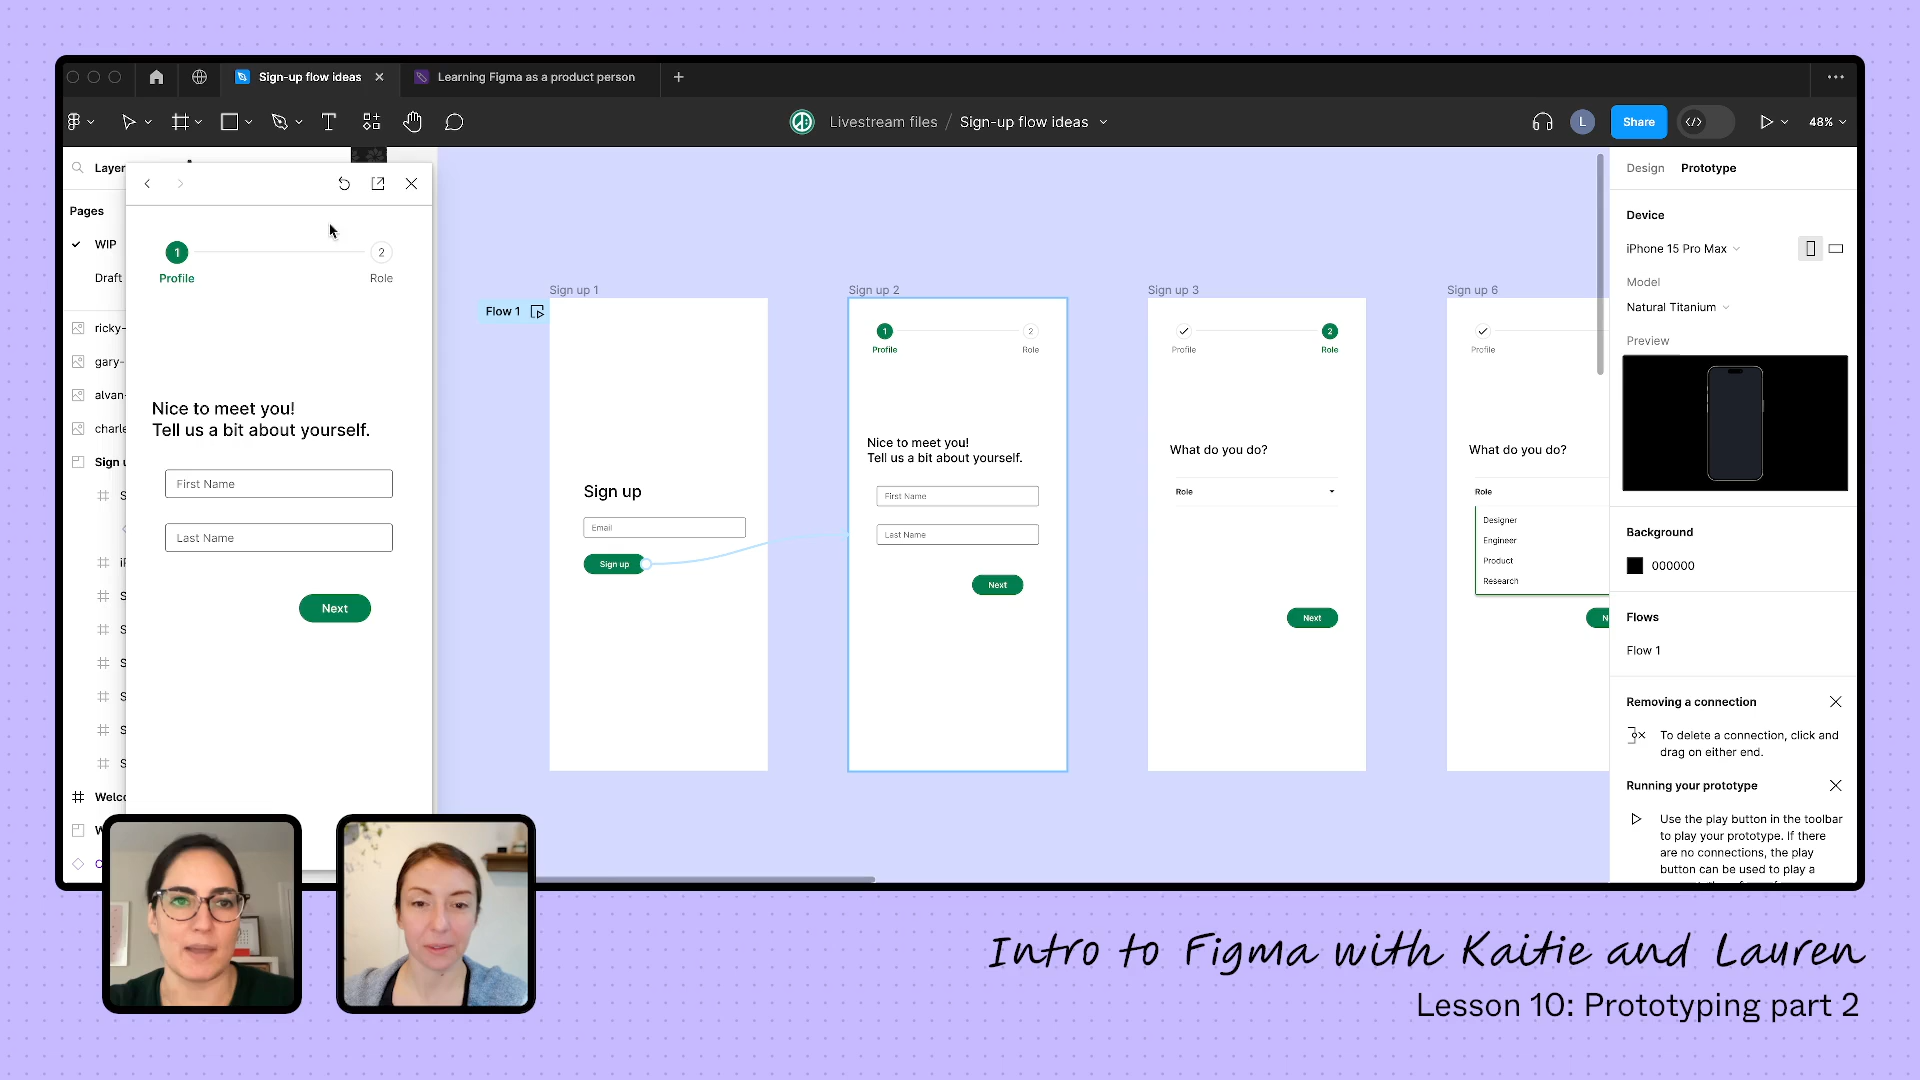 Sign-up flow ideas
Learning Figma as a product person
Livestream files / Sign-up flow ideas
L
Share
48%
Layer
Pages
WIP
Draft
ricky-
gary-
alvan-
charle
Sign u
S
S
S
S
S
S
S
Welco
W
C
1
2
Profile
Role
Nice to meet you!
Tell us a bit about yourself.
First Name
Last Name
Next
Flow 1
Sign up 1
Sign up
Email
Sign up
Sign up 2
1
2
Profile
Role
Nice to meet you!
Tell us a bit about yourself.
First Name
Last Name
Next
Sign up 3
2
Profile
Role
What do you do?
Role
Next
Sign up 6
Profile
What do you do?
Role
Designer
Engineer
Product
Research
N
Design
Prototype
Device
iPhone 15 Pro Max
Model
Natural Titanium
Preview
Background
000000
Flows
Flow 1
Removing a connection
To delete a connection, click and
drag on either end.
Running your prototype
Use the play button in the toolbar
to play your prototype. If there
are no connections, the play
button can be used to play a
Intro to Figma with Kaitie and Lauren
Lesson 10: Prototyping part 2